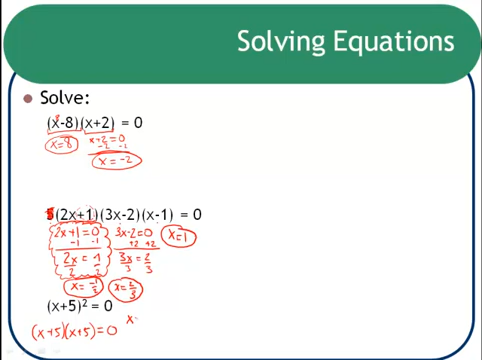 Solving Equations
Solve:
(x-8)(x+2) = 0
x=8
x+2=0
-2 -2
x = -2
5(2x+1)(3x-2)(x-1) = 0
2x+1=0
-1 -1
2x = -1
2 2
x = -1/2
3x-2=0
+2 +2
3x = 2
3 3
x = 2/3
x=1
(x+5)² = 0
(x+5)(x+5)=0
x